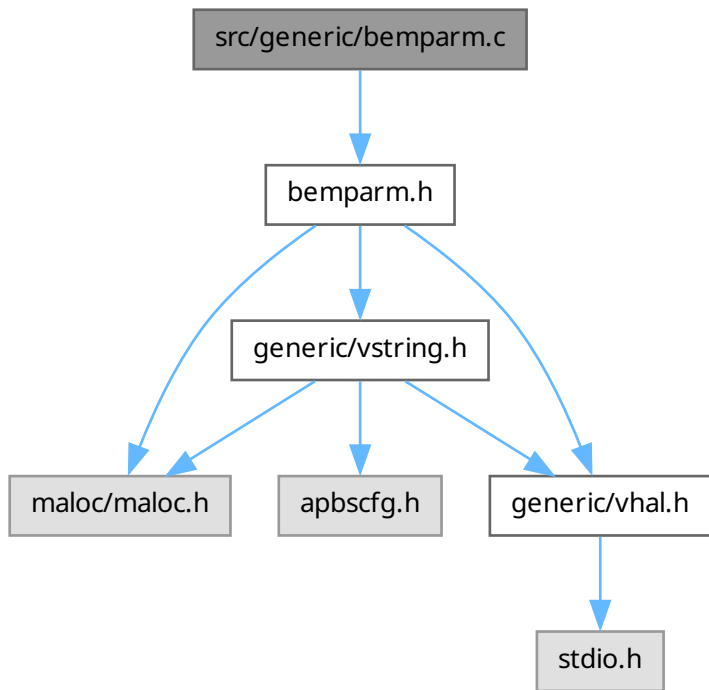 src/generic/bemparm.c
bemparm.h
generic/vstring.h
maloc/maloc.h
apbscfg.h
generic/vhal.h
stdio.h